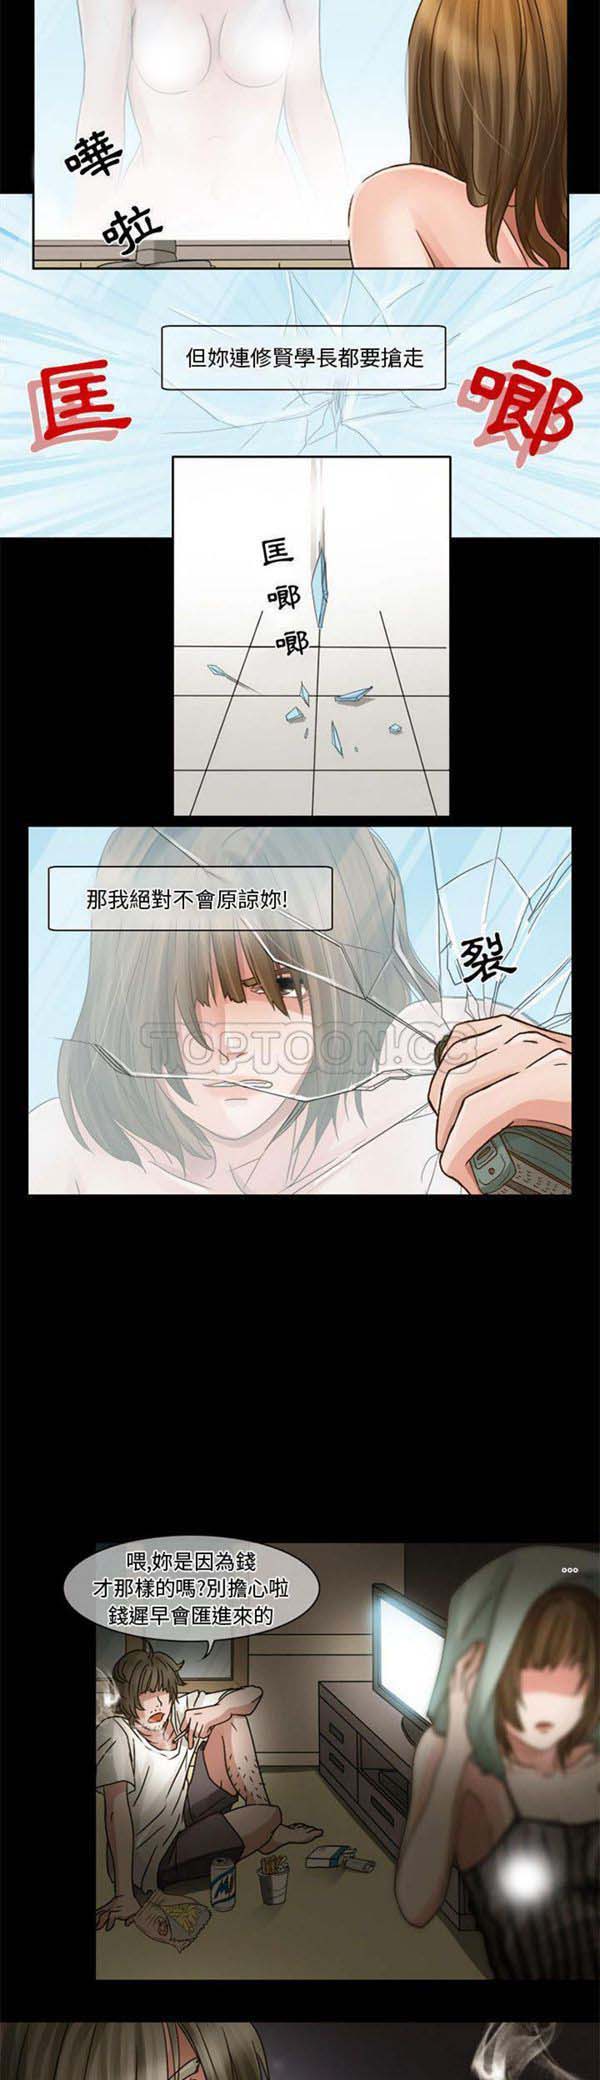 嘩
啦
但妳連修賢學長都要搶走
匡
啷
匡
啷
啷
那我絕對不會原諒妳!
裂
TOPTOON.CC
喂,妳是因為錢
才那樣的嗎?別擔心啦
錢遲早會匯進來的